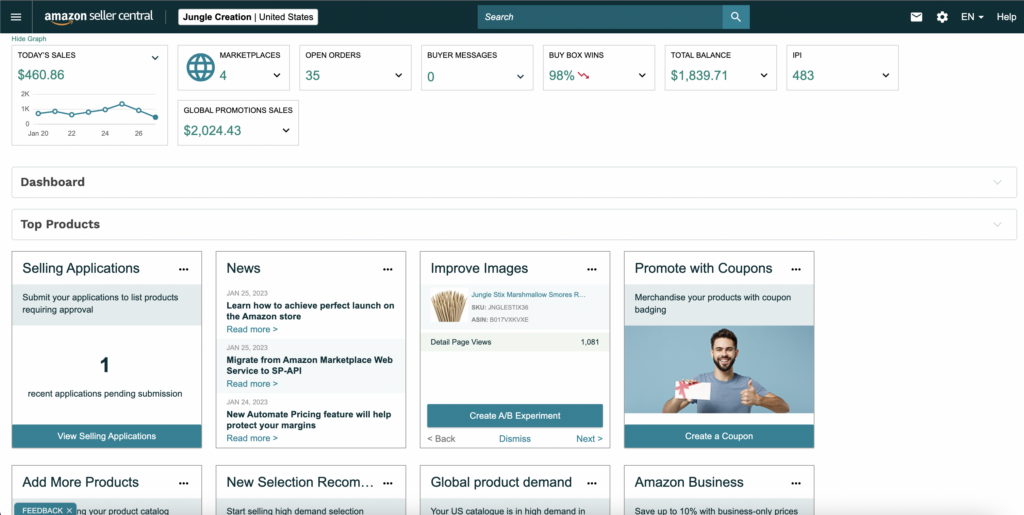 amazon seller central
Jungle Creation | United States
Search
EN
Help
Hide Graph
TODAY'S SALES
$460.86
2K
1K
0
Jan 20
22
24
26
MARKETPLACES
4
OPEN ORDERS
35
BUYER MESSAGES
0
BUY BOX WINS
98%
TOTAL BALANCE
$1,839.71
IPI
483
GLOBAL PROMOTIONS SALES
$2,024.43
Dashboard
Top Products
Selling Applications
Submit your applications to list products
requiring approval
1
recent applications pending submission
View Selling Applications
News
JAN 25, 2023
Learn how to achieve perfect launch on
the Amazon store
Read more >
JAN 25, 2023
Migrate from Amazon Marketplace Web
Service to SP-API
Read more >
JAN 24, 2023
New Automate Pricing feature will help
protect your margins
Read more >
Improve Images
Jungle Stix Marshmallow Smores R...
SKU: JNGLESTIX36
ASIN: B017VXKVXE
Detail Page Views 1,081
Create A/B Experiment
< Back Dismiss Next >
Promote with Coupons
Merchandise your products with coupon
badging
Create a Coupon
Add More Products
ng your product catalog
FEEDBACK ×
New Selection Recom...
Start selling high demand selection
Global product demand
Your US catalogue is in high demand in
Amazon Business
Save up to 10% with business-only prices